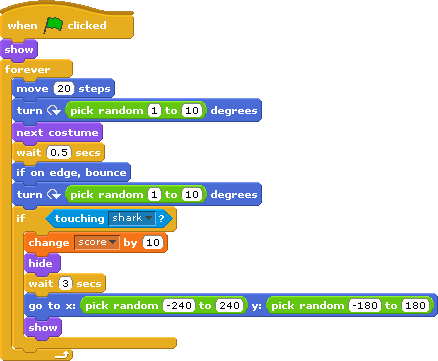 when clicked
show
forever
move 20 steps
turn pick random 1 to 10 degrees
next costume
wait 0.5 secs
if on edge, bounce
turn pick random 1 to 10 degrees
if touching shark ?
change score by 10
hide
wait 3 secs
go to x: pick random -240 to 240 y: pick random -180 to 180
show